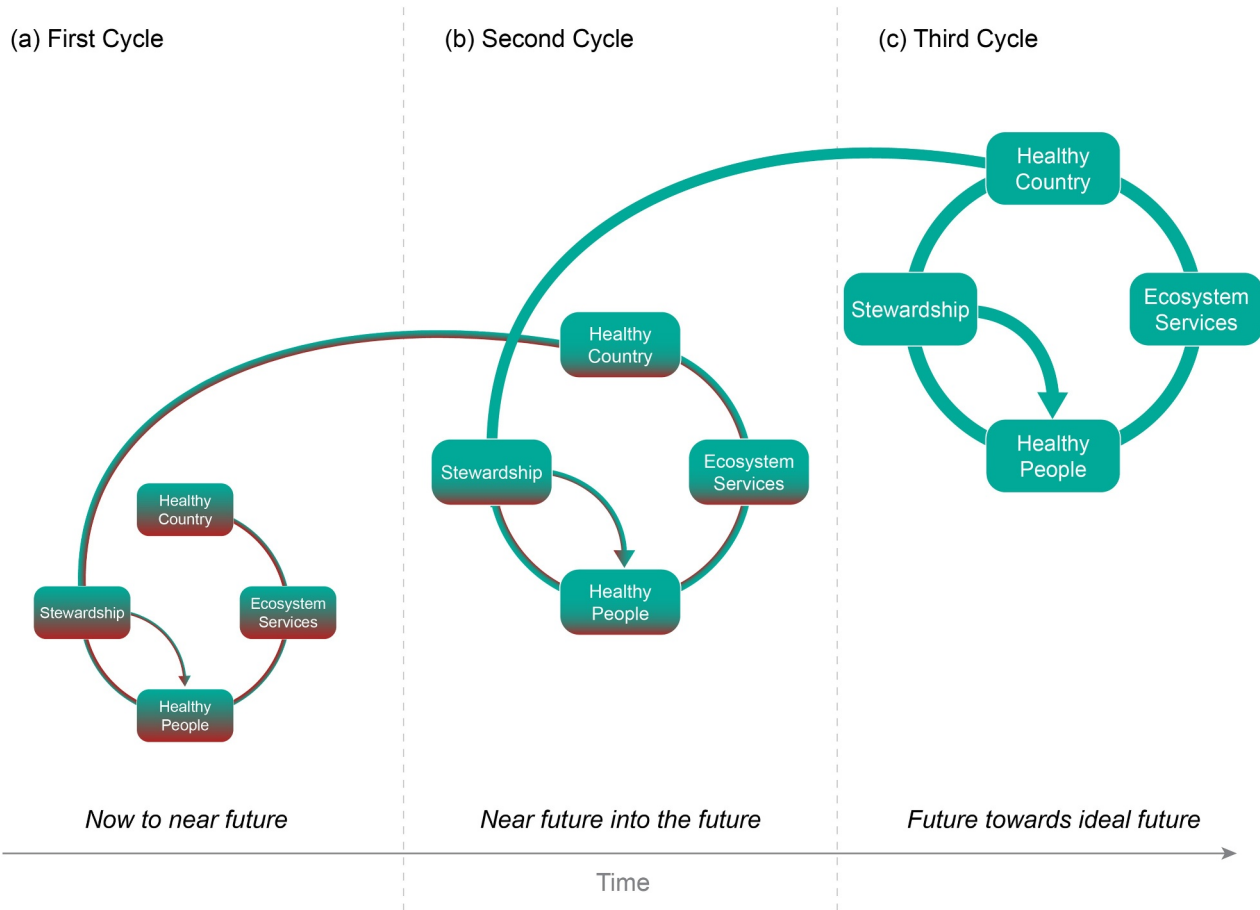 (a) First Cycle
(b) Second Cycle
(c) Third Cycle
Healthy
Country
Stewardship
Ecosystem
Services
Healthy
People
Healthy
Country
Stewardship
Ecosystem
Services
Healthy
People
Healthy
Country
Stewardship
Ecosystem
Services
Healthy
People
Now to near future
Near future into the future
Future towards ideal future
Time